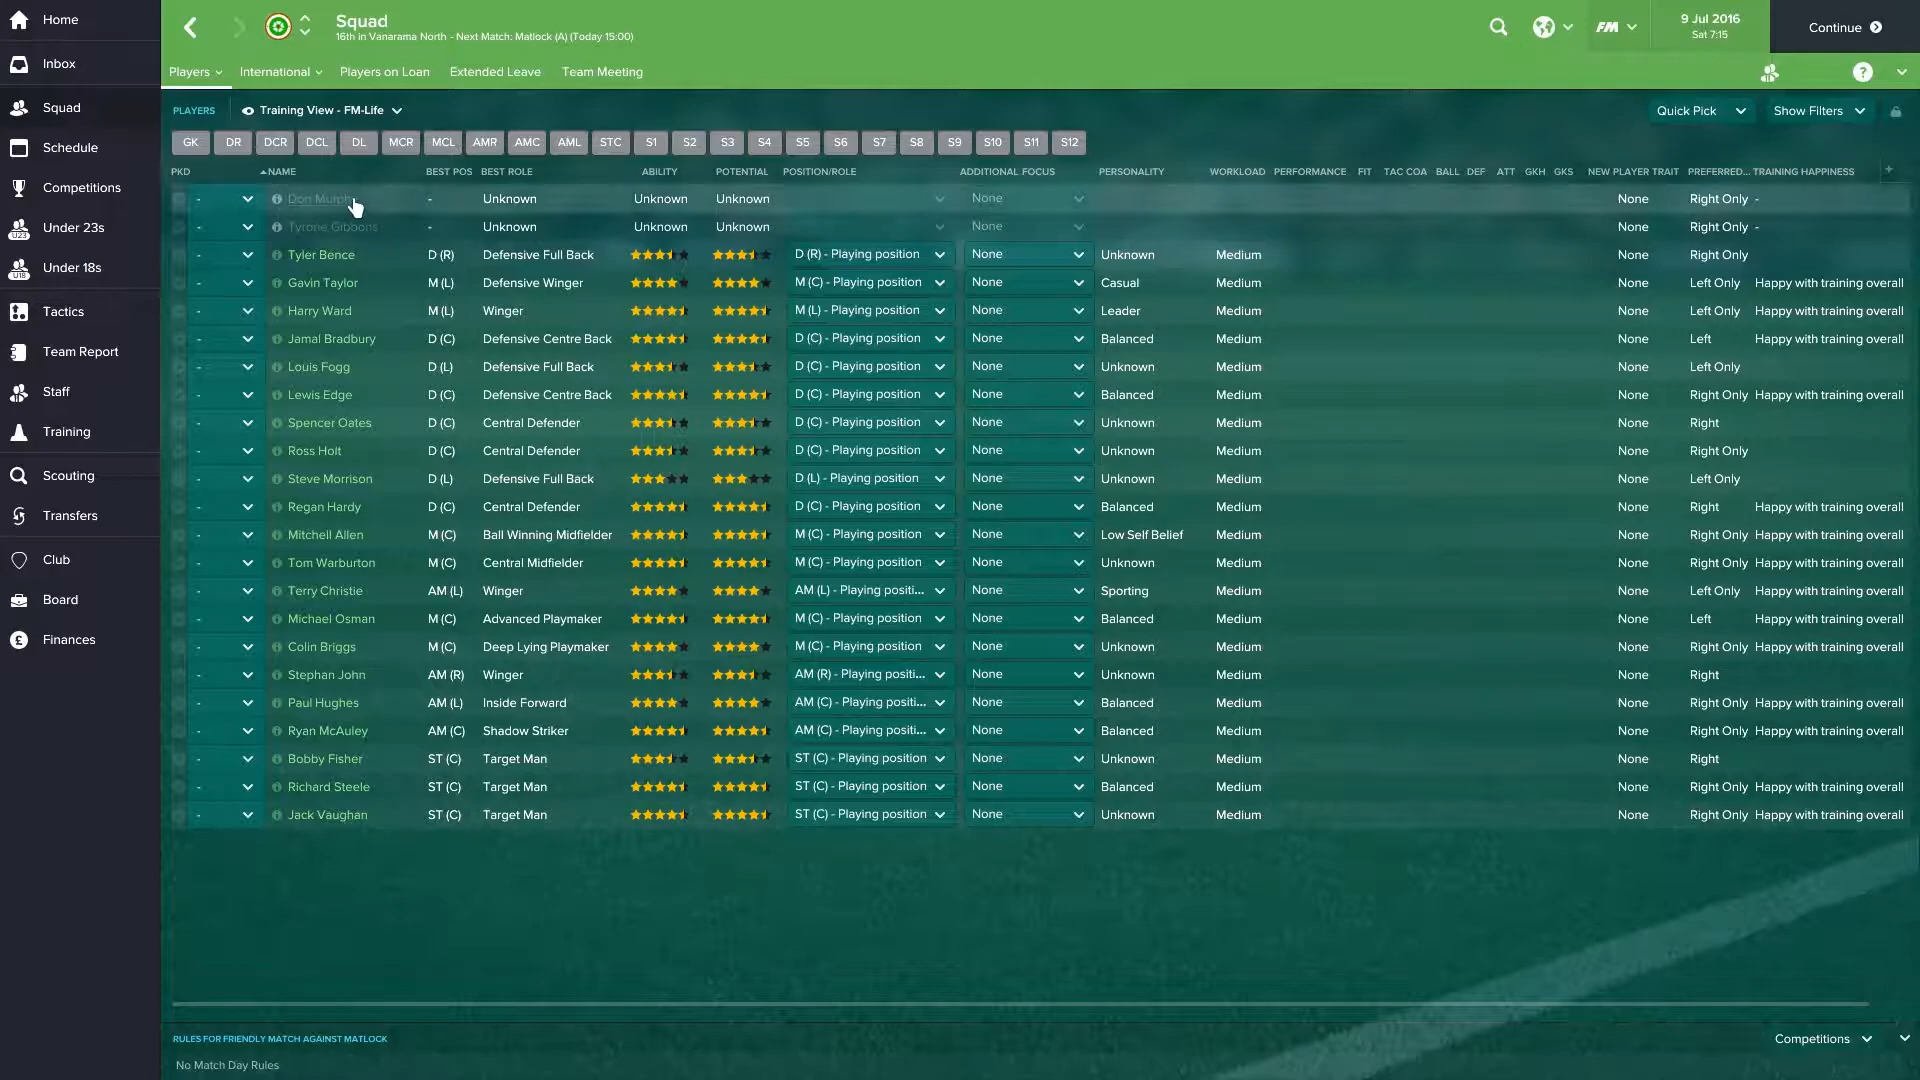 Home
Inbox
Squad
Schedule
Competitions
U23
Under 23s
U18
Under 18s
Tactics
Team Report
Staff
Training
Scouting
Transfers
Club
Board
Finances
Squad
16th in Vanarama North - Next Match: Matlock (A) (Today 15:00)
FM
9 Jul 2016
Sat 7:15
Continue
Players International Players on Loan Extended Leave Team Meeting
PLAYERS Training View - FM-Life Quick Pick Show Filters
GK DR DCR DCL DL MCR MCL AMR AMC AML STC S1 S2 S3 S4 S5 S6 S7 S8 S9 S10 S11 S12
PKD NAME BEST POS BEST ROLE ABILITY POTENTIAL POSITION/ROLE ADDITIONAL FOCUS PERSONALITY WORKLOAD PERFORMANCE FIT TAC COA BALL DEF ATT GKH GKS NEW PLAYER TRAIT PREFERRED... TRAINING HAPPINESS
- Don - Unknown Unknown Unknown None None Right Only -
- Tyrone Gibbons - Unknown Unknown Unknown None None Right Only -
- Tyler Bence D (R) Defensive Full Back D (R) - Playing position None Unknown Medium None Right Only
- Gavin Taylor M (L) Defensive Winger M (C) - Playing position None Casual Medium None Left Only Happy with training overall
- Harry Ward M (L) Winger M (L) - Playing position None Leader Medium None Left Only Happy with training overall
- Jamal Bradbury D (C) Defensive Centre Back D (C) - Playing position None Balanced Medium None Left Happy with training overall
- Louis Fogg D (L) Defensive Full Back D (C) - Playing position None Unknown Medium None Left Only
- Lewis Edge D (C) Defensive Centre Back D (C) - Playing position None Balanced Medium None Right Only Happy with training overall
- Spencer Oates D (C) Central Defender D (C) - Playing position None Unknown Medium None Right
- Ross Holt D (C) Central Defender D (C) - Playing position None Unknown Medium None Right Only
- Steve Morrison D (L) Defensive Full Back D (L) - Playing position None Unknown Medium None Left Only
- Regan Hardy D (C) Central Defender D (C) - Playing position None Balanced Medium None Right Happy with training overall
- Mitchell Allen M (C) Ball Winning Midfielder M (C) - Playing position None Low Self Belief Medium None Right Only Happy with training overall
- Tom Warburton M (C) Central Midfielder M (C) - Playing position None Unknown Medium None Right Only Happy with training overall
- Terry Christie AM (L) Winger AM (L) - Playing positi... None Sporting Medium None Left Only Happy with training overall
- Michael Osman M (C) Advanced Playmaker M (C) - Playing position None Balanced Medium None Left Happy with training overall
- Colin Briggs M (C) Deep Lying Playmaker M (C) - Playing position None Unknown Medium None Right Only Happy with training overall
- Stephan John AM (R) Winger AM (R) - Playing positi... None Unknown Medium None Right
- Paul Hughes AM (L) Inside Forward AM (C) - Playing positi... None Balanced Medium None Right Only Happy with training overall
- Ryan McAuley AM (C) Shadow Striker AM (C) - Playing positi... None Balanced Medium None Right Only Happy with training overall
- Bobby Fisher ST (C) Target Man ST (C) - Playing position None Unknown Medium None Right
- Richard Steele ST (C) Target Man ST (C) - Playing position None Balanced Medium None Right Only Happy with training overall
- Jack Vaughan ST (C) Target Man ST (C) - Playing position None Unknown Medium None Right Only Happy with training overall
RULES FOR FRIENDLY MATCH AGAINST MATLOCK Competitions
No Match Day Rules